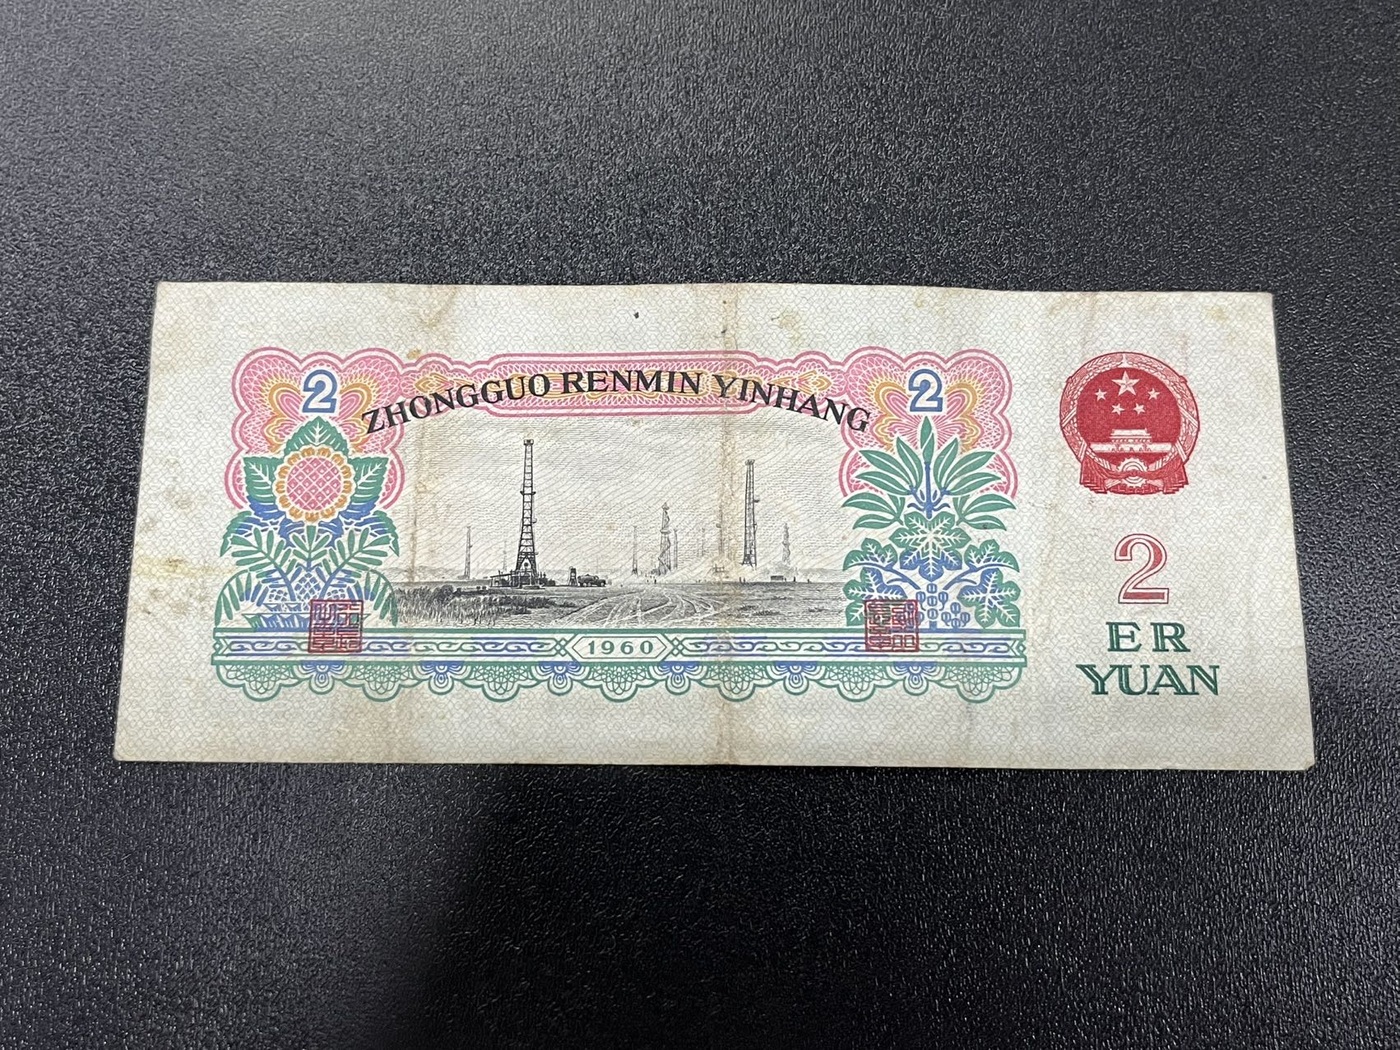 2
2
ZHONGGUO RENMIN YINHANG
1960
2
ER
YUAN